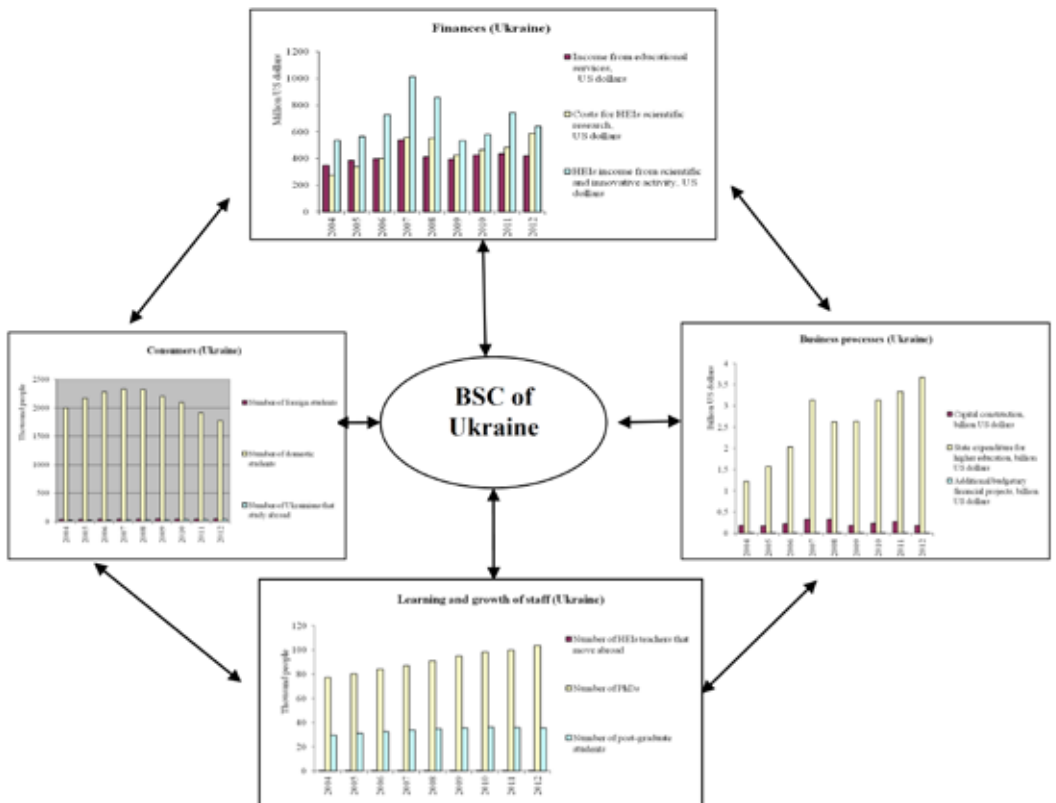 Finances (Ukraine)
Million US dollars
1200
1000
800
600
400
200
0
2004
2005
2006
2007
2008
2009
2010
2011
2012
Income from educational
services,
US dollars
Costs for HEIs scientific
research,
US dollars
HEIs income from scientific
and innovative activity, US
dollars
Consumers (Ukraine)
Thousand people
2500
2000
1500
1000
500
0
2004
2005
2006
2007
2008
2009
2010
2011
2012
Number of foreign students
Number of domestic
students
Number of Ukrainians that
study abroad
BSC of
Ukraine
Business processes (Ukraine)
Billion US dollars
4
3.5
3
2.5
2
1.5
1
0.5
0
2004
2005
2006
2007
2008
2009
2010
2011
2012
Capital construction,
billion US dollars
State expenditure for
higher education, billion
US dollars
Additional budgetary
financial projects, billion
US dollars
Learning and growth of staff (Ukraine)
Thousand people
120
100
80
60
40
20
0
2004
2005
2006
2007
2008
2009
2010
2011
2012
Number of HEIs teachers that
move abroad
Number of PhDs
Number of post-graduate
students